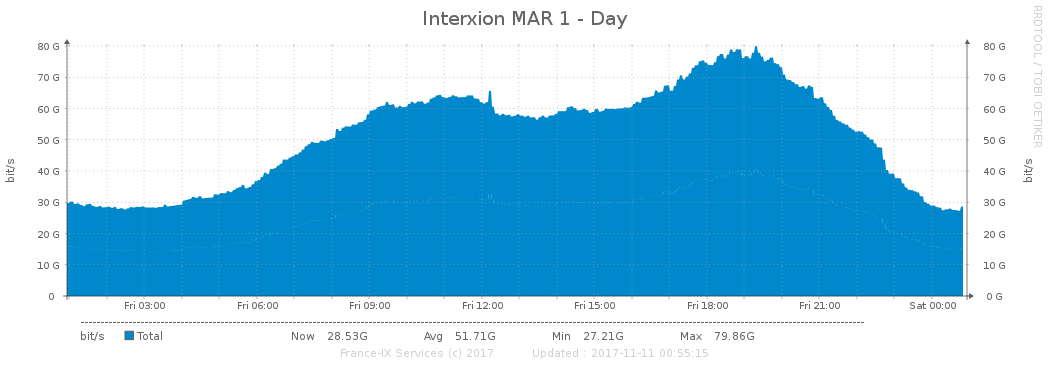 Interxion MAR 1 - Day
RRDTOOL / TOBI OETIKER
bit/s
80 G
70 G
60 G
50 G
40 G
30 G
20 G
10 G
0
80 G
70 G
60 G
50 G
40 G
30 G
20 G
10 G
0 G
bit/s
Fri 03:00 Fri 06:00 Fri 09:00 Fri 12:00 Fri 15:00 Fri 18:00 Fri 21:00 Sat 00:00
bit/s Total Now 28.53G Avg 51.71G Min 27.21G Max 79.86G
France-IX Services (c) 2017 Updated : 2017-11-11 00:55:15